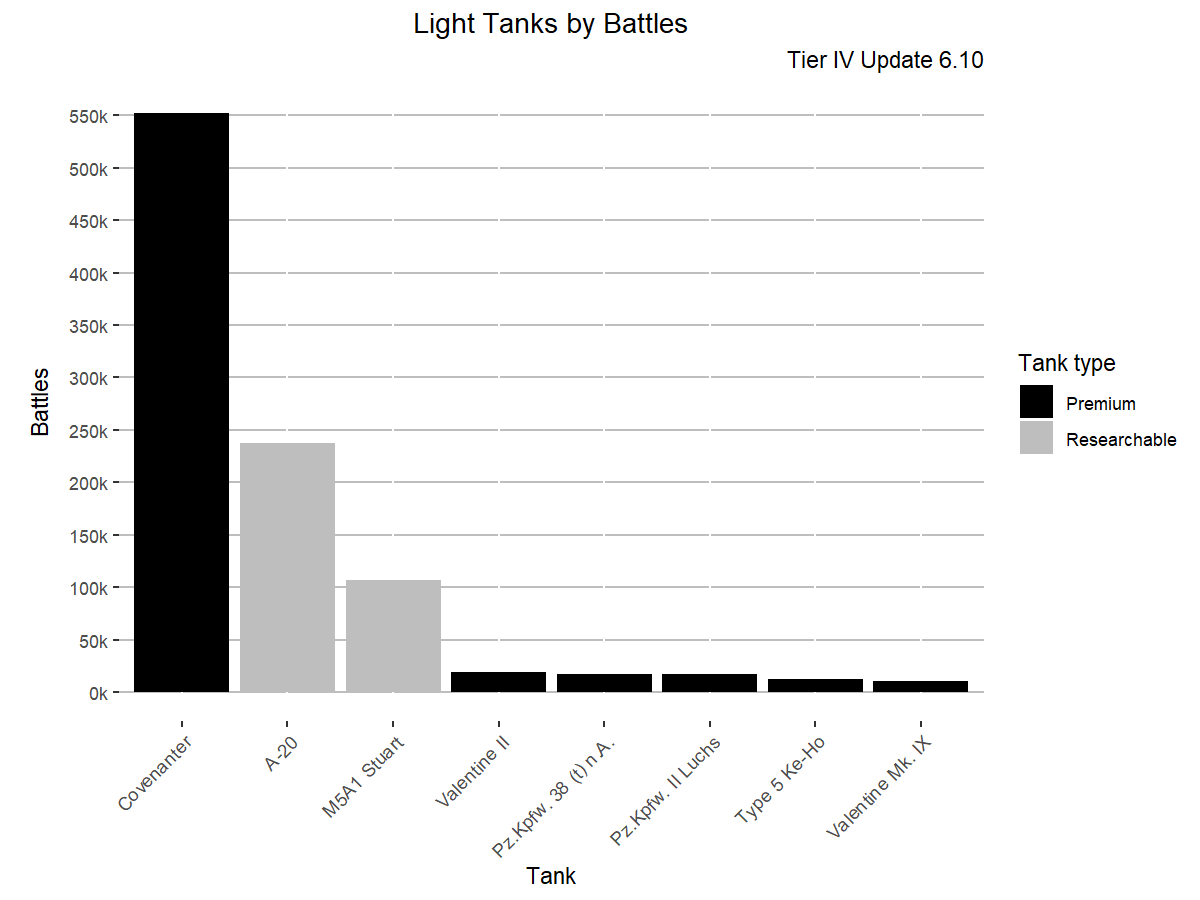 Light Tanks by Battles
Tier IV Update 6.10
550k
500k
450k
400k
350k
300k
250k
200k
150k
100k
50k
0k
Battles
Covenanter
A-20
M5A1 Stuart
Valentine II
Pz.Kpfw. 38 (t) n.A.
Pz.Kpfw. II Luchs
Type 5 Ke-Ho
Valentine Mk. IX
Tank
Tank type
Premium
Researchable